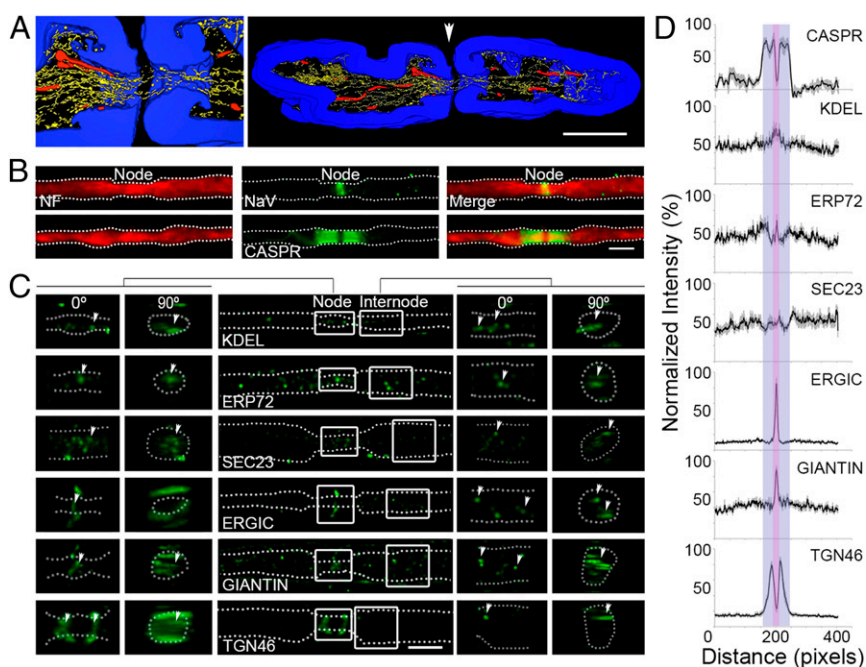 A
B
Node
Node
Node
NF
NaV
Merge
CASPR
C
0º
90º
Node
Internode
0º
90º
KDEL
ERP72
SEC23
ERGIC
GIANTIN
TGN46
D
Normalized Intensity (%)
100
50
CASPR
100
50
KDEL
100
50
ERP72
100
50
SEC23
100
50
ERGIC
100
50
GIANTIN
100
50
TGN46
0
200
400
Distance (pixels)